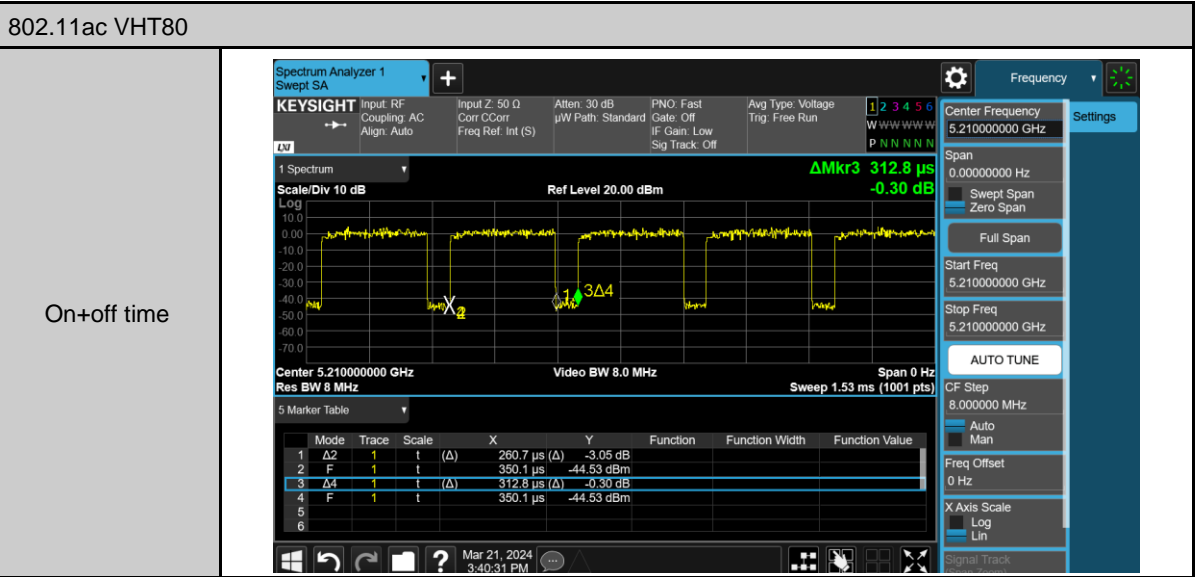 802.11ac VHT80
On+off time
Spectrum Analyzer 1
Swept SA
Frequency
KEYSIGHT
LXI
Input: RF
Coupling: AC
Align: Auto
Input Z: 50 Ω
Corr CCorr
Freq Ref: Int (S)
Atten: 30 dB
µW Path: Standard
PNO: Fast
Gate: Off
IF Gain: Low
Sig Track: Off
Avg Type: Voltage
Trig: Free Run
1 2 3 4 5 6
W W W W W W
P N N N N N
1 Spectrum
ΔMkr3 312.8 µs
-0.30 dB
Scale/Div 10 dB
Ref Level 20.00 dBm
Log
10.0
0.00
-10.0
-20.0
-30.0
-40.0
-50.0
-60.0
-70.0
1
3Δ4
X
Center 5.210000000 GHz
Video BW 8.0 MHz
Span 0 Hz
Res BW 8 MHz
Sweep 1.53 ms (1001 pts)
5 Marker Table
Mode Trace Scale X Y Function Function Width Function Value
1 Δ2 1 t (Δ) 260.7 µs (Δ) -3.05 dB
2 F 1 t 350.1 µs -44.53 dBm
3 Δ4 1 t (Δ) 312.8 µs (Δ) -0.30 dB
4 F 1 t 350.1 µs -44.53 dBm
5
6
?
Mar 21, 2024
3:40:31 PM
Center Frequency
5.210000000 GHz
Settings
Span
0.00000000 Hz
Swept Span
Zero Span
Full Span
Start Freq
5.210000000 GHz
Stop Freq
5.210000000 GHz
AUTO TUNE
CF Step
8.000000 MHz
Auto
Man
Freq Offset
0 Hz
X Axis Scale
Log
Lin
Signal Track
(Span Zoom)